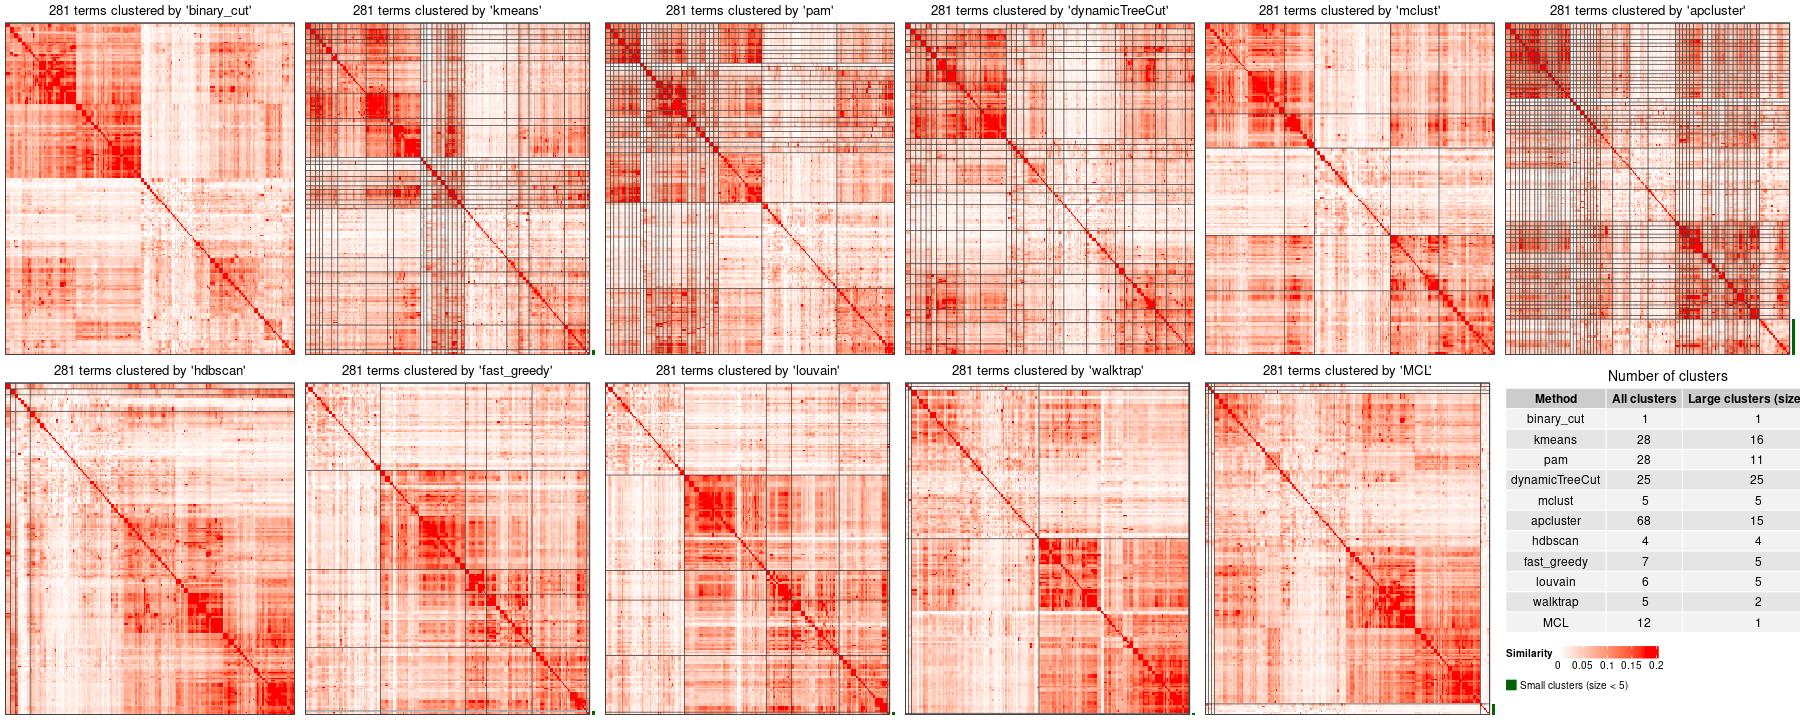 281 terms clustered by 'binary_cut'
281 terms clustered by 'kmeans'
281 terms clustered by 'pam'
281 terms clustered by 'dynamicTreeCut'
281 terms clustered by 'mclust'
281 terms clustered by 'apcluster'
281 terms clustered by 'hdbscan'
281 terms clustered by 'fast_greedy'
281 terms clustered by 'louvain'
281 terms clustered by 'walktrap'
281 terms clustered by 'MCL'
Number of clusters
Method All clusters Large clusters (size
binary_cut 1 1
kmeans 28 16
pam 28 11
dynamicTreeCut 25 25
mclust 5 5
apcluster 68 15
hdbscan 4 4
fast_greedy 7 5
louvain 6 5
walktrap 5 2
MCL 12 1
Similarity
0 0.05 0.1 0.15 0.2
Small clusters (size < 5)